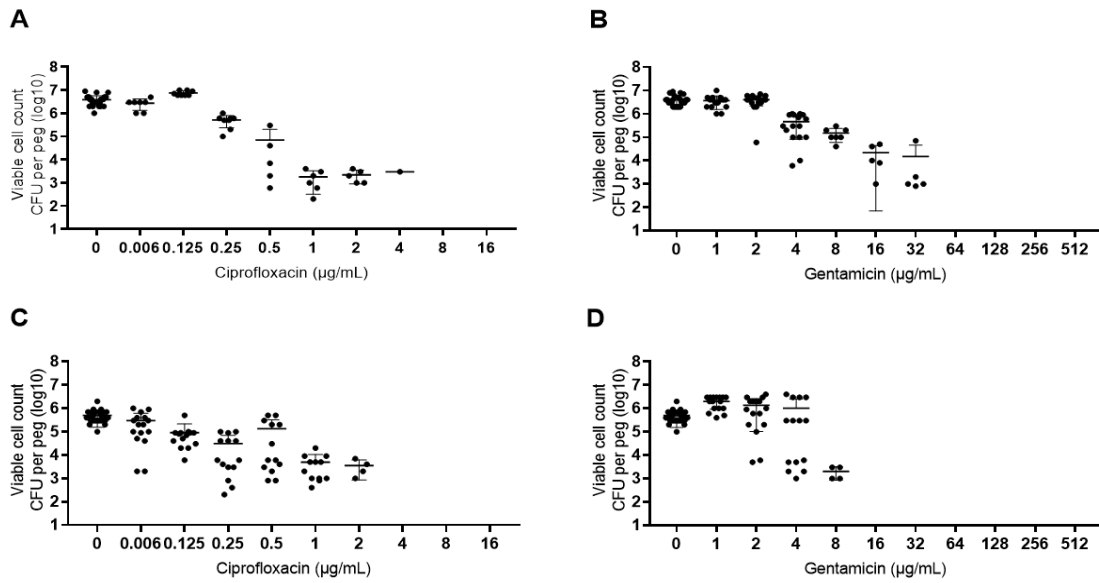 A
Viable cell count
CFU per peg (log10)
8
7
6
5
4
3
2
1
0 0.006 0.125 0.25 0.5 1 2 4 8 16
Ciprofloxacin (µg/mL)
B
Viable cell count
CFU per peg (log10)
8
7
6
5
4
3
2
1
0 1 2 4 8 16 32 64 128 256 512
Gentamicin (µg/mL)
C
Viable cell count
CFU per peg (log10)
8
7
6
5
4
3
2
1
0 0.006 0.125 0.25 0.5 1 2 4 8 16
Ciprofloxacin (µg/mL)
D
Viable cell count
CFU per peg (log10)
8
7
6
5
4
3
2
1
0 1 2 4 8 16 32 64 128 256 512
Gentamicin (µg/mL)